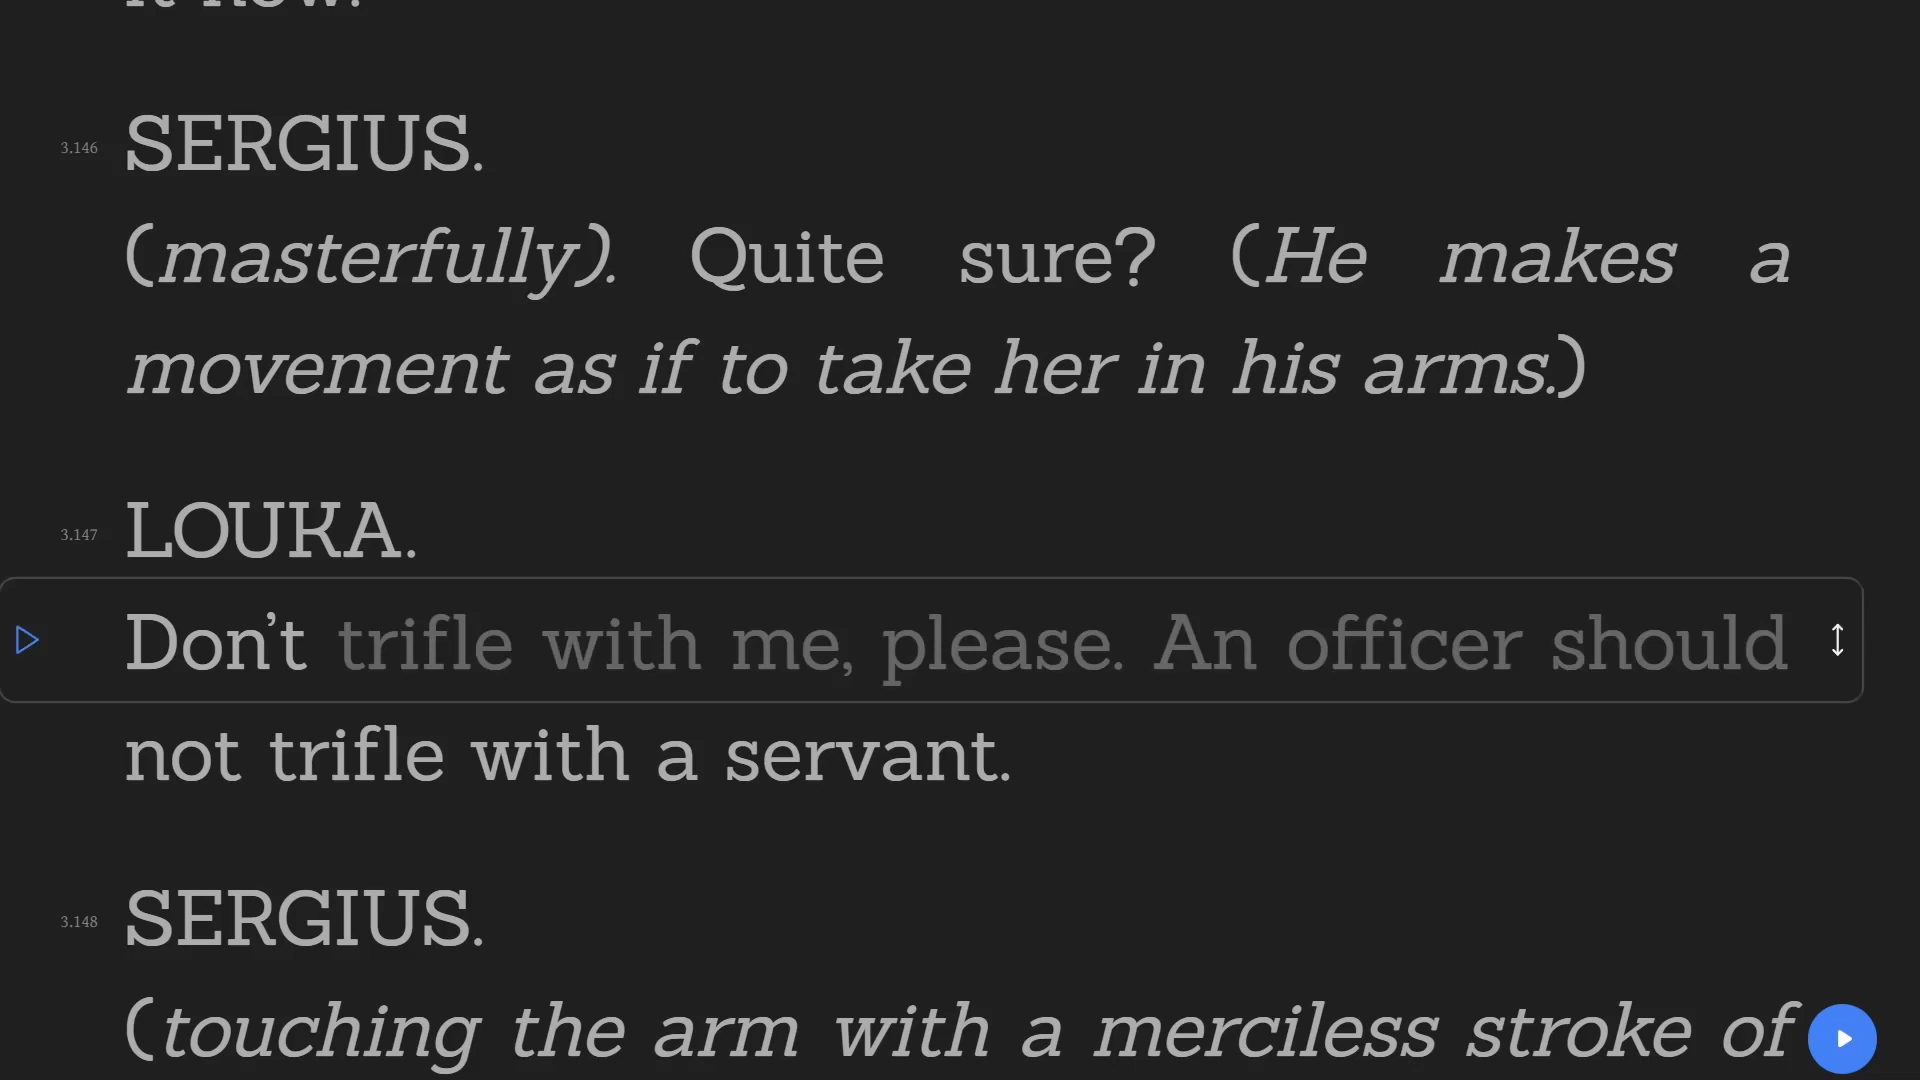 3.146 SERGIUS.
(masterfully). Quite sure? (He makes a
movement as if to take her in his arms.)
3.147 LOUKA.
Don’t trifle with me, please. An officer should
not trifle with a servant.
3.148 SERGIUS.
(touching the arm with a merciless stroke of